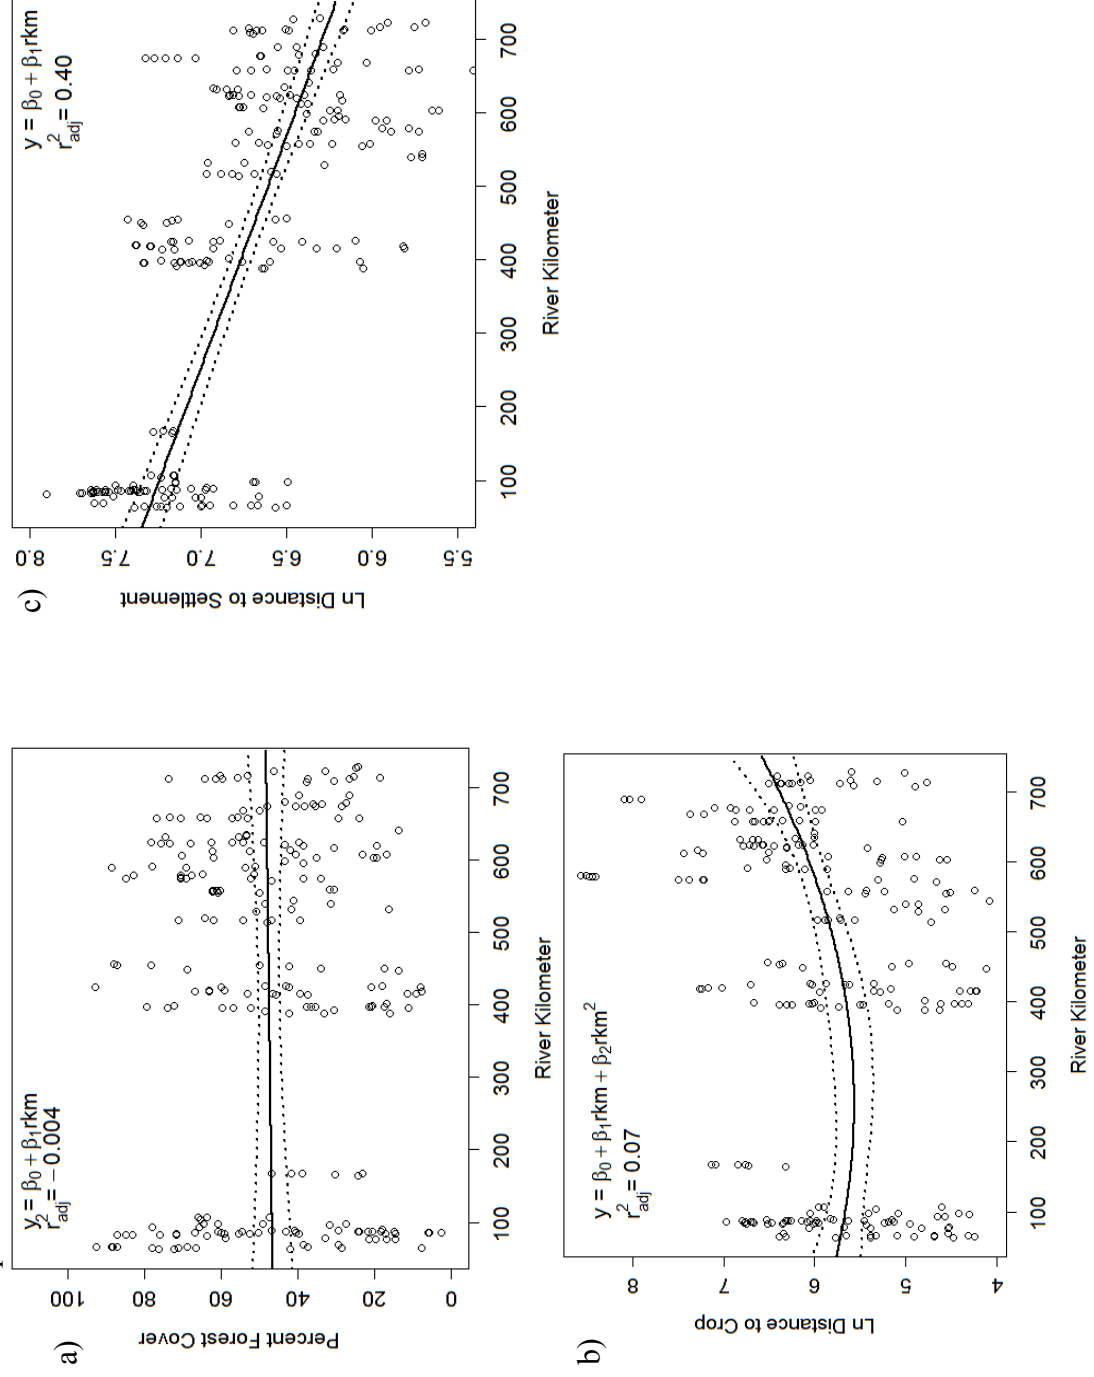 a)
y = β₀ + β₁rkm
r²adj = −0.004
Percent Forest Cover
0 20 40 60 80 100
100 200 300 400 500 600 700
River Kilometer
b)
y = β₀ + β₁rkm + β₂rkm²
r²adj = 0.07
Ln Distance to Crop
4 5 6 7 8
100 200 300 400 500 600 700
River Kilometer
c)
y = β₀ + β₁rkm
r²adj = 0.40
Ln Distance to Settlement
5.5 6.0 6.5 7.0 7.5 8.0
100 200 300 400 500 600 700
River Kilometer